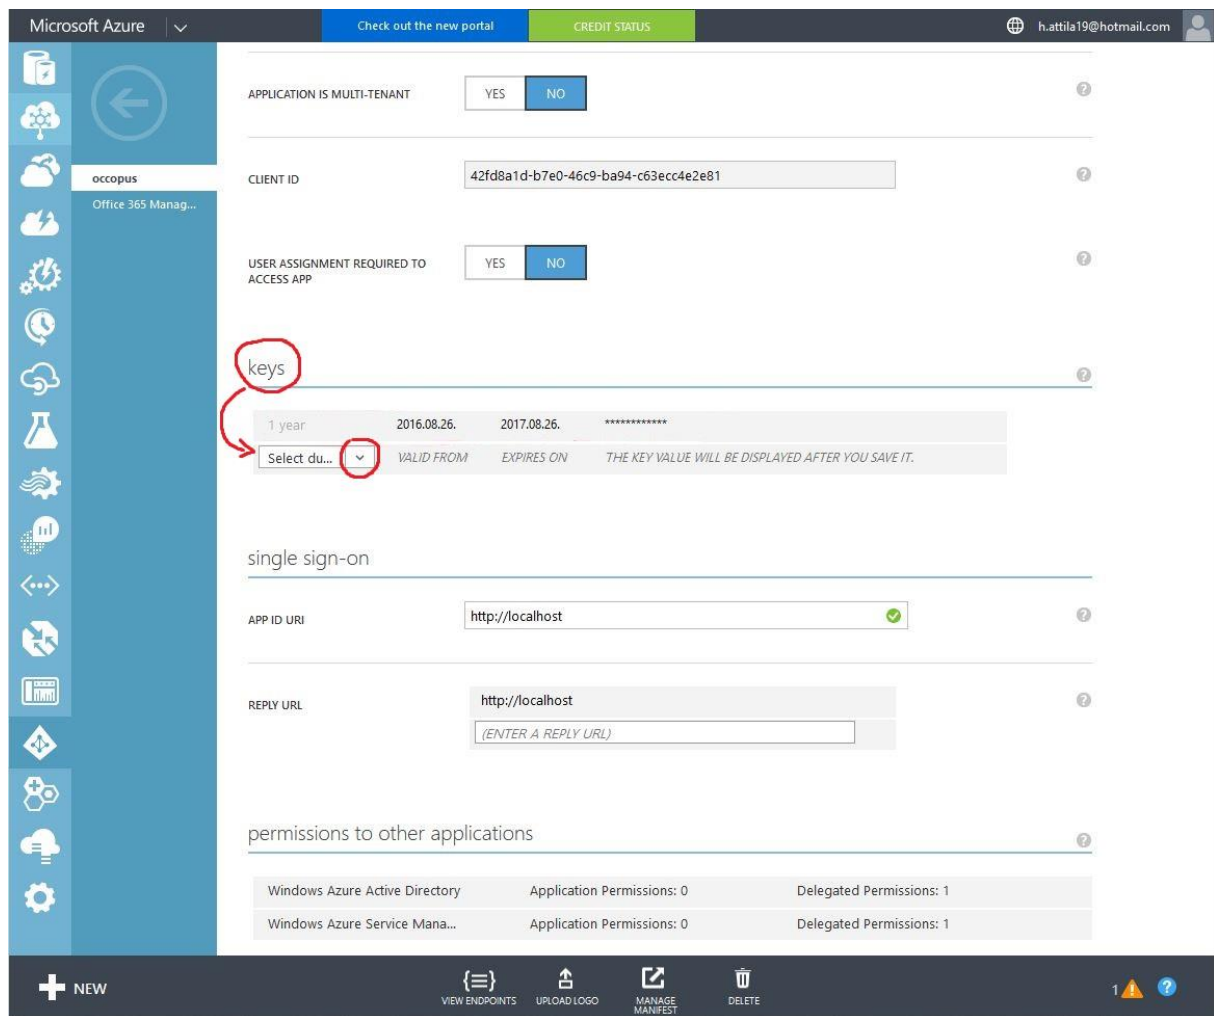 Microsoft Azure
Check out the new portal
CREDIT STATUS
h.attila19@hotmail.com
occopus
Office 365 Manag...
APPLICATION IS MULTI-TENANT
YES NO
CLIENT ID
42fd8a1d-b7e0-46c9-ba94-c63ecc4e2e81
USER ASSIGNMENT REQUIRED TO
ACCESS APP
YES NO
keys
1 year 2016.08.26. 2017.08.26. ************
Select du... VALID FROM EXPIRES ON THE KEY VALUE WILL BE DISPLAYED AFTER YOU SAVE IT.
single sign-on
APP ID URI http://localhost
REPLY URL http://localhost
(ENTER A REPLY URL)
permissions to other applications
Windows Azure Active Directory Application Permissions: 0 Delegated Permissions: 1
Windows Azure Service Mana... Application Permissions: 0 Delegated Permissions: 1
NEW
VIEW ENDPOINTS
UPLOAD LOGO
MANAGE
MANIFEST
DELETE
1